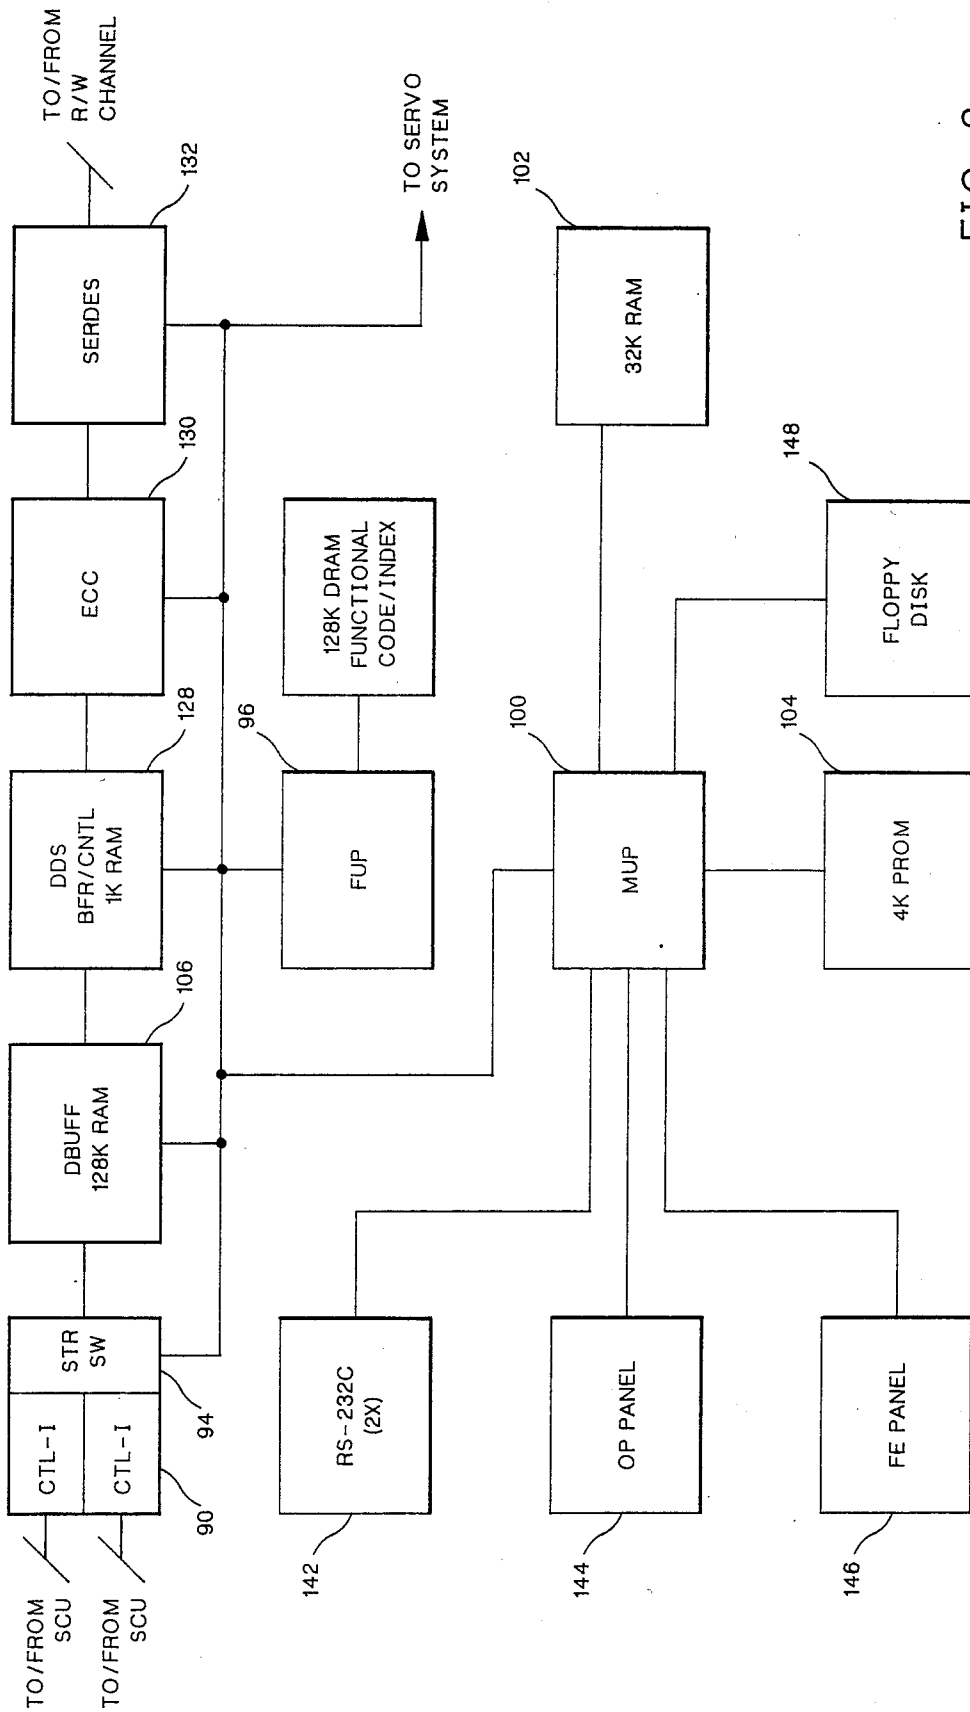 TO/FROM
SCU
TO/FROM
SCU
CTL-I
CTL-I
90
STR
SW
94
DBUFF
128K RAM
106
DDS
BFR/CNTL
1K RAM
128
ECC
130
SERDES
132
TO/FROM
R/W
CHANNEL
TO SERVO
SYSTEM
FUP
96
128K DRAM
FUNCTIONAL
CODE/INDEX
RS-232C
(2X)
142
OP PANEL
144
FE PANEL
146
MUP
100
32K RAM
102
4K PROM
104
FLOPPY
DISK
148
FIG.